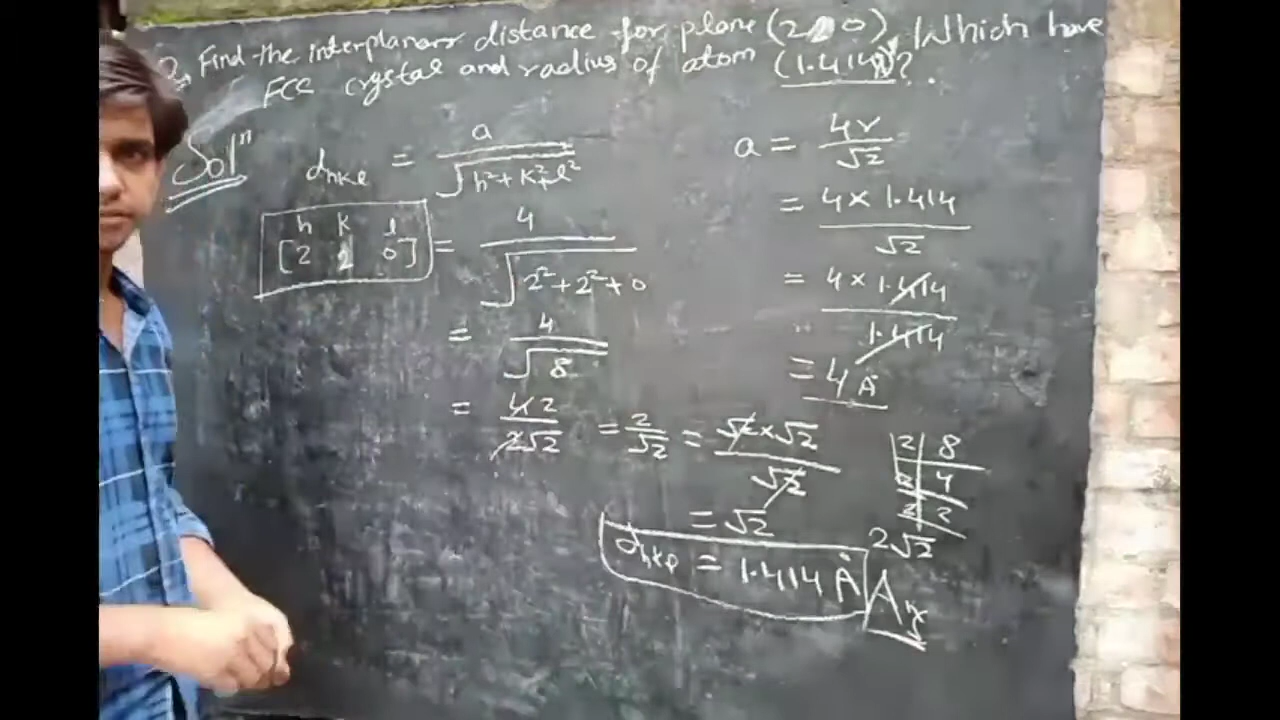 Q. Find the interplanar distance for plane (220), Which have
FCC crystal and radius of atom (1.414Å)?.
Solⁿ
d_hkl = a / √(h²+k²+l²)
h k l
[2 2 0]
= 4 / √(2²+2²+0)
= 4 / √8
= 4 2 / 2√2 = 2/√2 = √2×√2 / √2
= √2
d_hkl = 1.414 Å
a = 4r / √2
= 4 × 1.414 / √2
= 4 × 1.414 / 1.414
= 4 Å
2 | 8
2 | 4
2 | 2
2√2